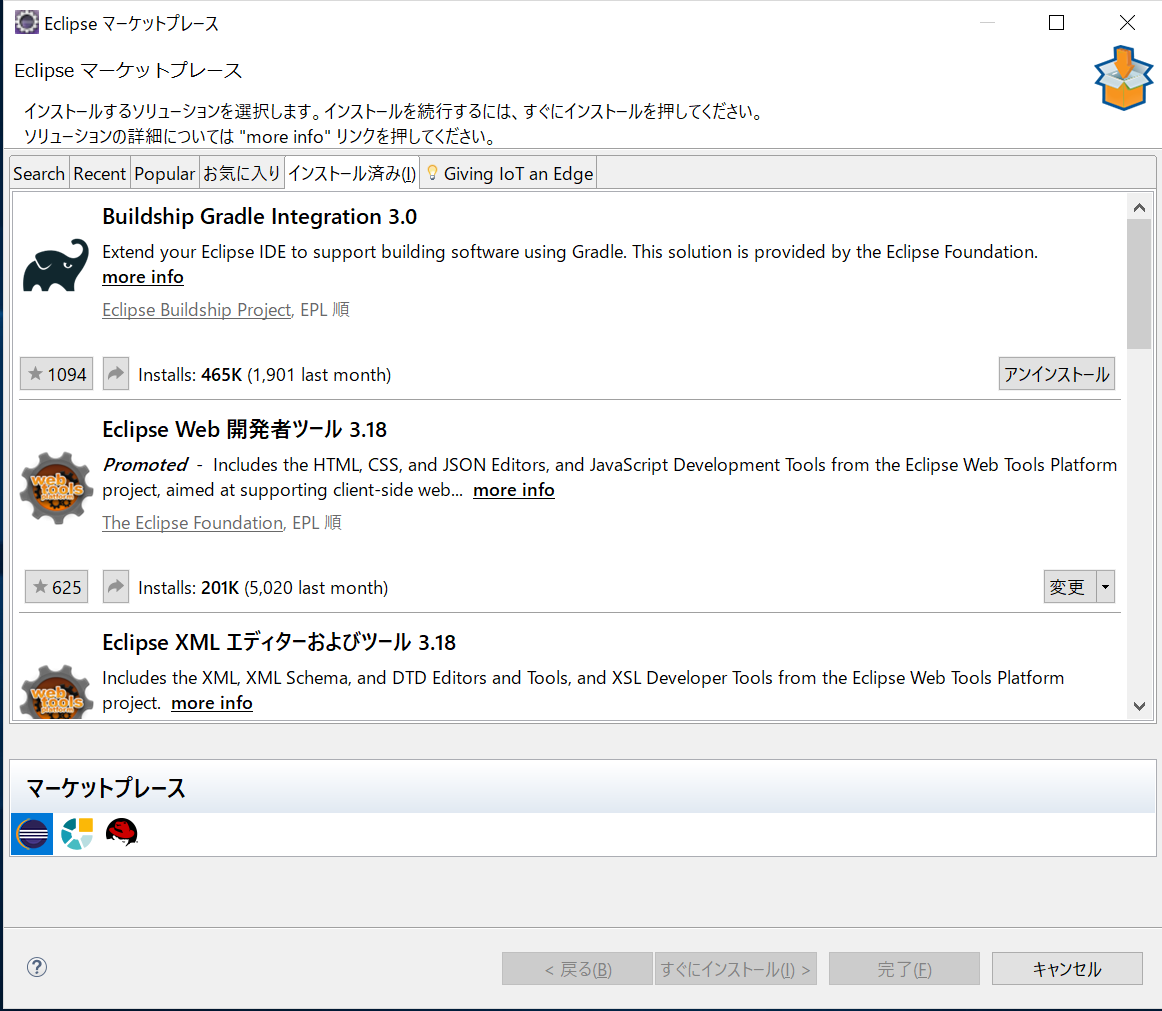 Eclipse マーケットプレース
Eclipse マーケットプレース
インストールするソリューションを選択します。インストールを続行するには、すぐにインストールを押してください。
ソリューションの詳細については "more info" リンクを押してください。
Search Recent Popular お気に入り インストール済み(I) Giving IoT an Edge
Buildship Gradle Integration 3.0
Extend your Eclipse IDE to support building software using Gradle. This solution is provided by the Eclipse Foundation.
more info
Eclipse Buildship Project, EPL 順
1094 Installs: 465K (1,901 last month) アンインストール
Eclipse Web 開発者ツール 3.18
Promoted - Includes the HTML, CSS, and JSON Editors, and JavaScript Development Tools from the Eclipse Web Tools Platform
project, aimed at supporting client-side web... more info
The Eclipse Foundation, EPL 順
web
tools
platform
625 Installs: 201K (5,020 last month) 変更
Eclipse XML エディターおよびツール 3.18
Includes the XML, XML Schema, and DTD Editors and Tools, and XSL Developer Tools from the Eclipse Web Tools Platform
project. more info
web
tools
マーケットプレース
? < 戻る(B) すぐにインストール(I) > 完了(F) キャンセル